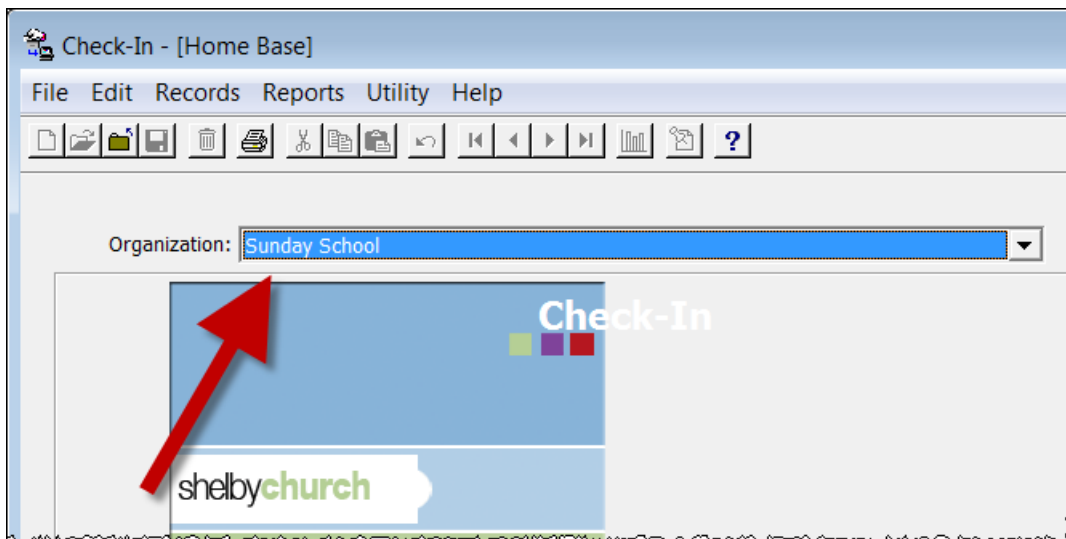 Check-In - [Home Base]
File Edit Records Reports Utility Help
?
Organization: Sunday School
Check-In
shelbychurch